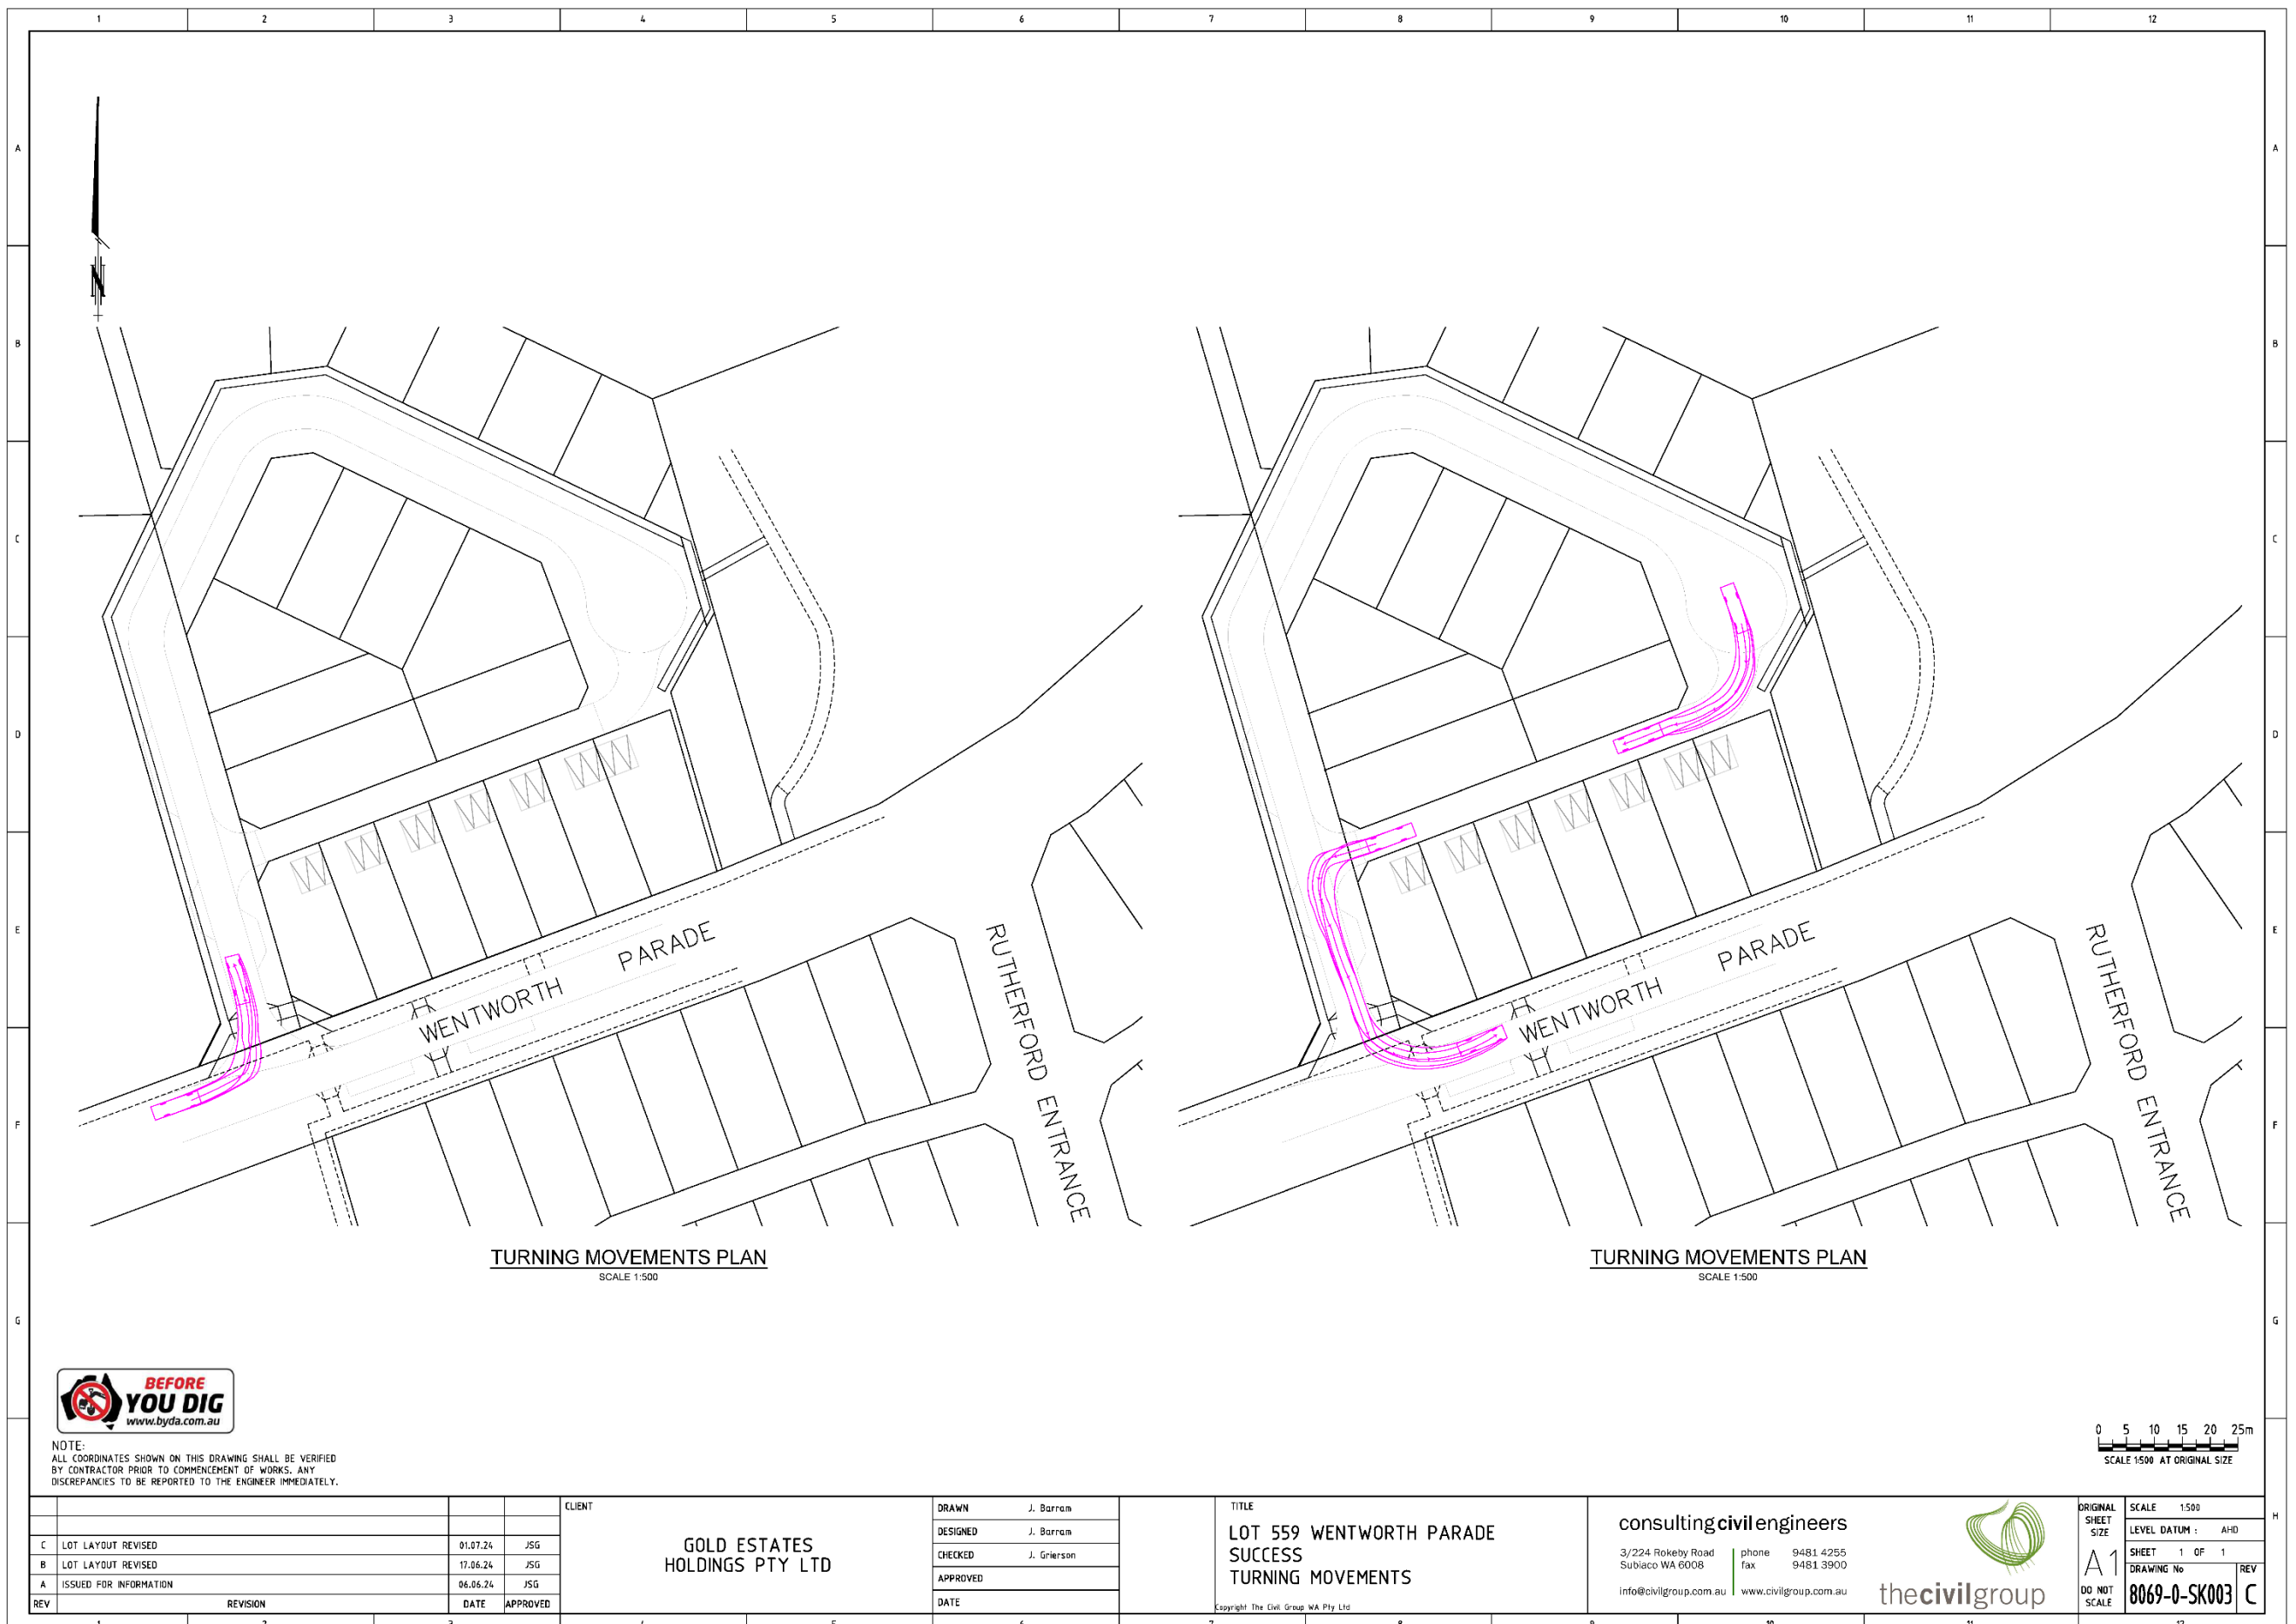 1 2 3 4 5 6 7 8 9 10 11 12
A A
N
B B
C C
D D
E E
F F
G G
H
WENTWORTH PARADE
RUTHERFORD ENTRANCE
WENTWORTH PARADE
RUTHERFORD ENTRANCE
TURNING MOVEMENTS PLAN
SCALE 1:500
TURNING MOVEMENTS PLAN
SCALE 1:500
BEFORE
YOU DIG
www.byda.com.au
NOTE:
ALL COORDINATES SHOWN ON THIS DRAWING SHALL BE VERIFIED
BY CONTRACTOR PRIOR TO COMMENCEMENT OF WORKS. ANY
DISCREPANCIES TO BE REPORTED TO THE ENGINEER IMMEDIATELY.
0 5 10 15 20 25m
SCALE 1:500 AT ORIGINAL SIZE
C LOT LAYOUT REVISED 01.07.24 JSG
B LOT LAYOUT REVISED 17.06.24 JSG
A ISSUED FOR INFORMATION 06.06.24 JSG
REV REVISION DATE APPROVED
CLIENT
GOLD ESTATES
HOLDINGS PTY LTD
DRAWN J. Barram
DESIGNED J. Barram
CHECKED J. Grierson
APPROVED
DATE
TITLE
LOT 559 WENTWORTH PARADE
SUCCESS
TURNING MOVEMENTS
Copyright The Civil Group WA Pty Ltd
consultingcivilengineers
3/224 Rokeby Road phone 9481 4255
Subiaco WA 6008 fax 9481 3900
info@civilgroup.com.au www.civilgroup.com.au
thecivilgroup
ORIGINAL
SHEET
SIZE
A1
DO NOT
SCALE
SCALE 1:500
LEVEL DATUM : AHD
SHEET 1 OF 1
DRAWING No REV
8069-0-SK003 C